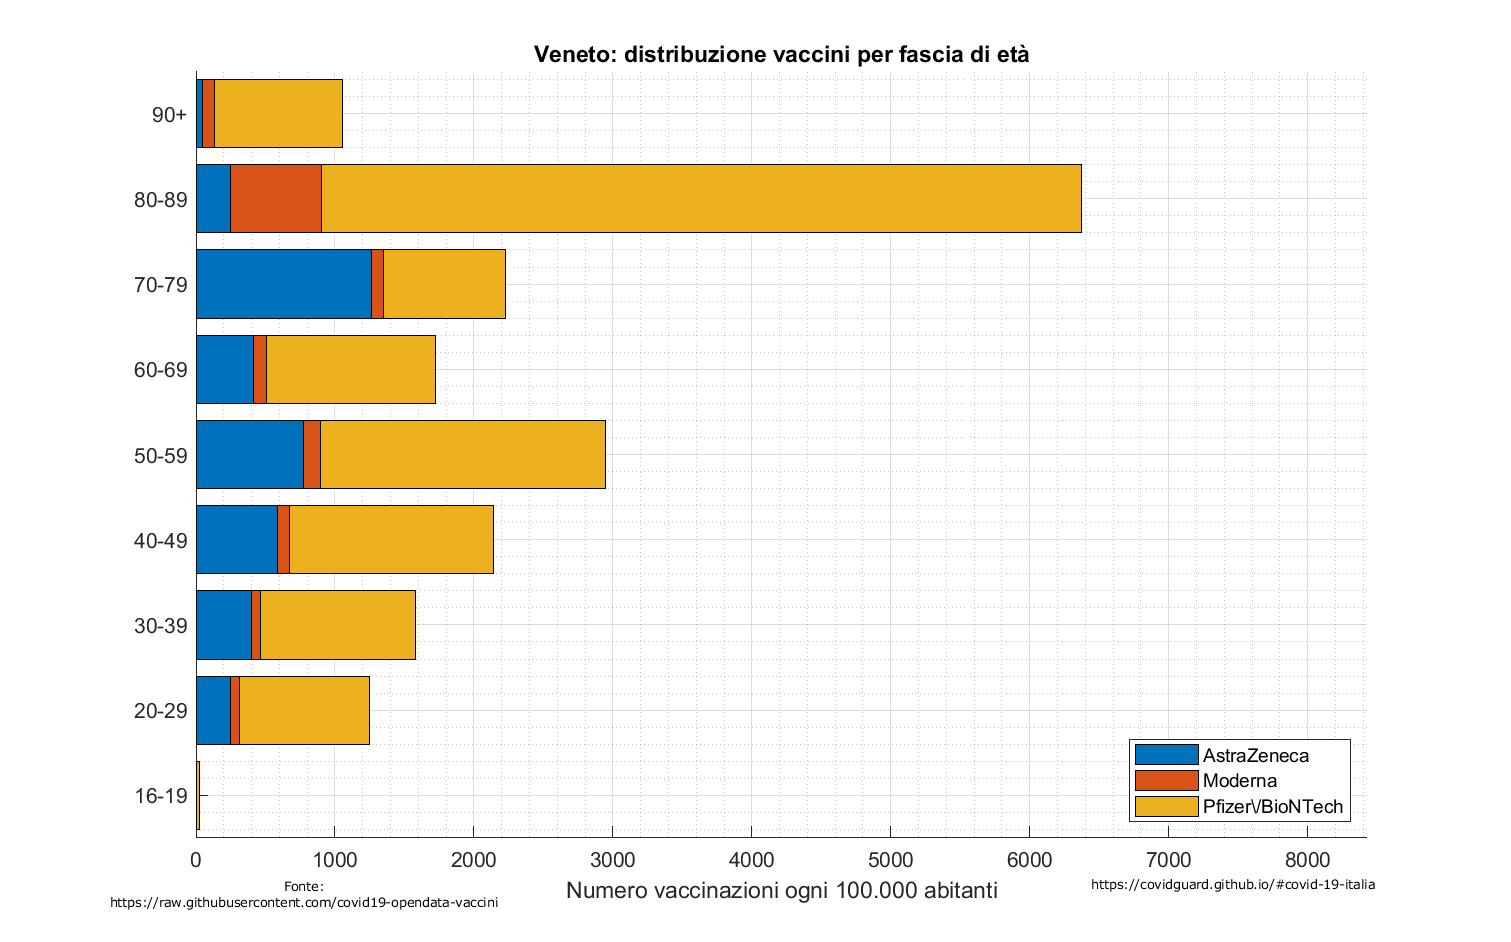 Veneto: distribuzione vaccini per fascia di età
90+
80-89
70-79
60-69
50-59
40-49
30-39
20-29
16-19
AstraZeneca
Moderna
Pfizer\/BioNTech
0 1000 2000 3000 4000 5000 6000 7000 8000
Numero vaccinazioni ogni 100.000 abitanti
Fonte:
https://raw.githubusercontent.com/covid19-opendata-vaccini
https://covidguard.github.io/#covid-19-italia